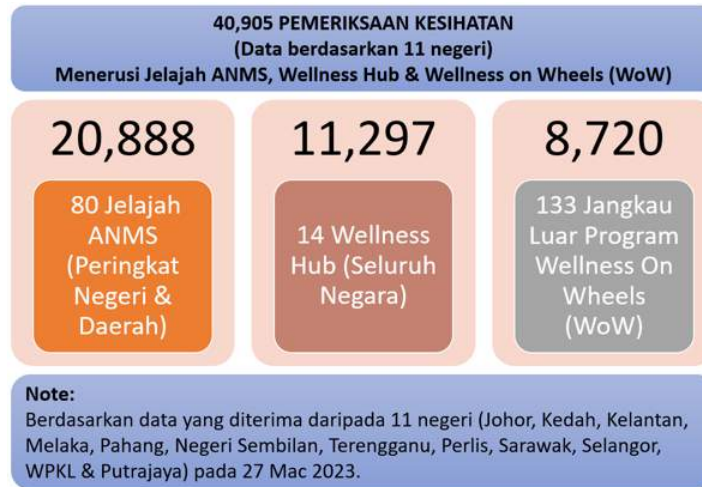 40,905 PEMERIKSAAN KESIHATAN
(Data berdasarkan 11 negeri)
Menerusi Jelajah ANMS, Wellness Hub & Wellness on Wheels (WoW)
20,888
80 Jelajah
ANMS
(Peringkat
Negeri &
Daerah)
11,297
14 Wellness
Hub (Seluruh
Negara)
8,720
133 Jangkau
Luar Program
Wellness On
Wheels
(WoW)
Note:
Berdasarkan data yang diterima daripada 11 negeri (Johor, Kedah, Kelantan,
Melaka, Pahang, Negeri Sembilan, Terengganu, Perlis, Sarawak, Selangor,
WPKL & Putrajaya) pada 27 Mac 2023.